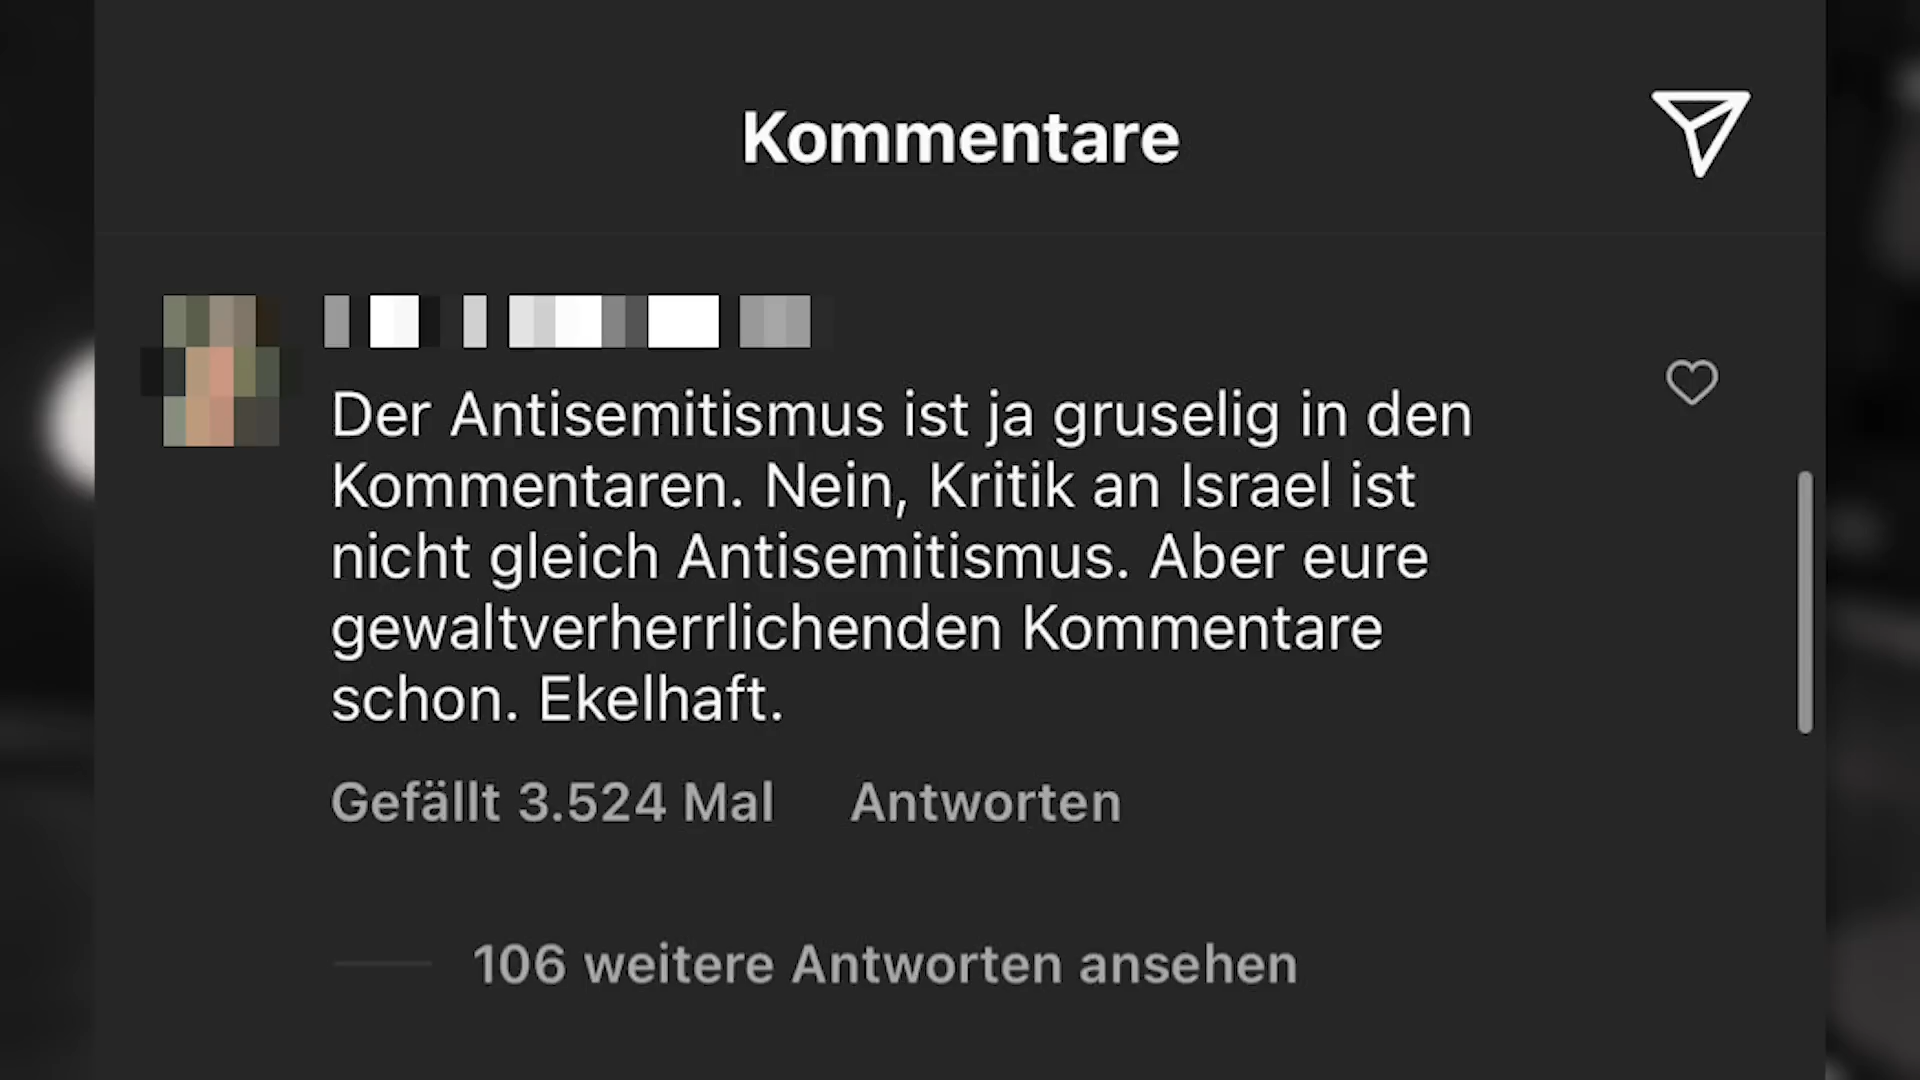 Kommentare
Der Antisemitismus ist ja gruselig in den
Kommentaren. Nein, Kritik an Israel ist
nicht gleich Antisemitismus. Aber eure
gewaltverherrlichenden Kommentare
schon. Ekelhaft.
Gefällt 3.524 Mal Antworten
106 weitere Antworten ansehen